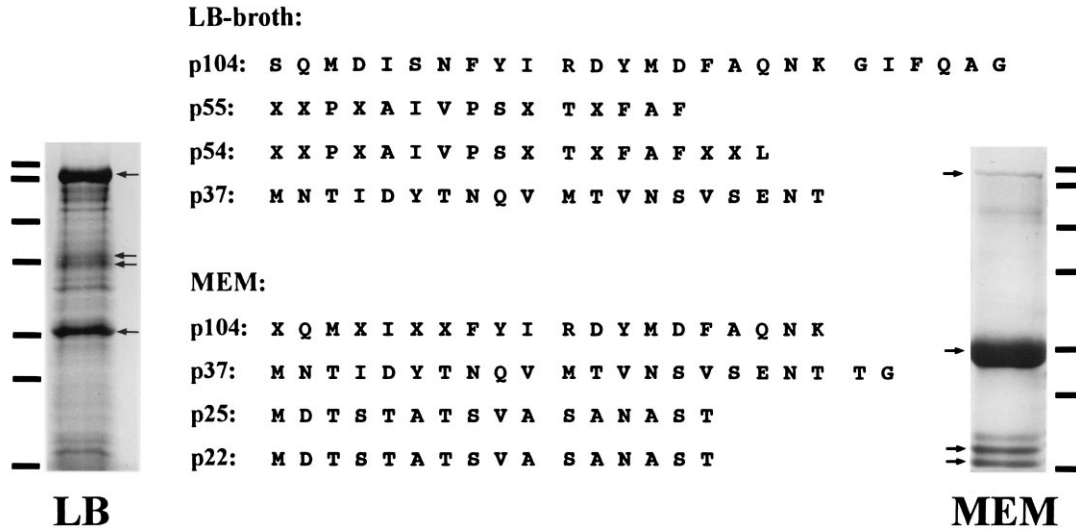 LB-broth:
p104: S Q M D I S N F Y I R D Y M D F A Q N K G I F Q A G
p55: X X P X A I V P S X T X F A F
p54: X X P X A I V P S X T X F A F X X L
p37: M N T I D Y T N Q V M T V N S V S E N T
MEM:
p104: X Q M X I X X F Y I R D Y M D F A Q N K
p37: M N T I D Y T N Q V M T V N S V S E N T T G
p25: M D T S T A T S V A S A N A S T
p22: M D T S T A T S V A S A N A S T
LB
MEM